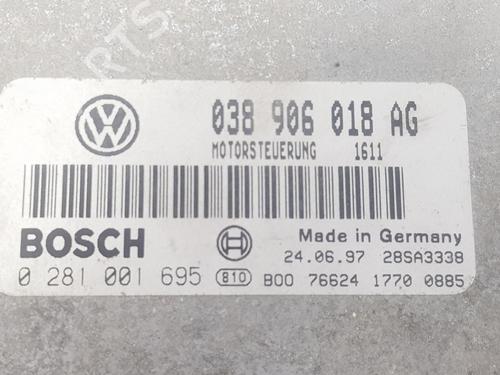 038 906 018 AG
MOTORSTEUERUNG 1611
BOSCH
Made in Germany
24.06.97 28SA3338
0 281 001 695 810 B00 76624 1770 0885